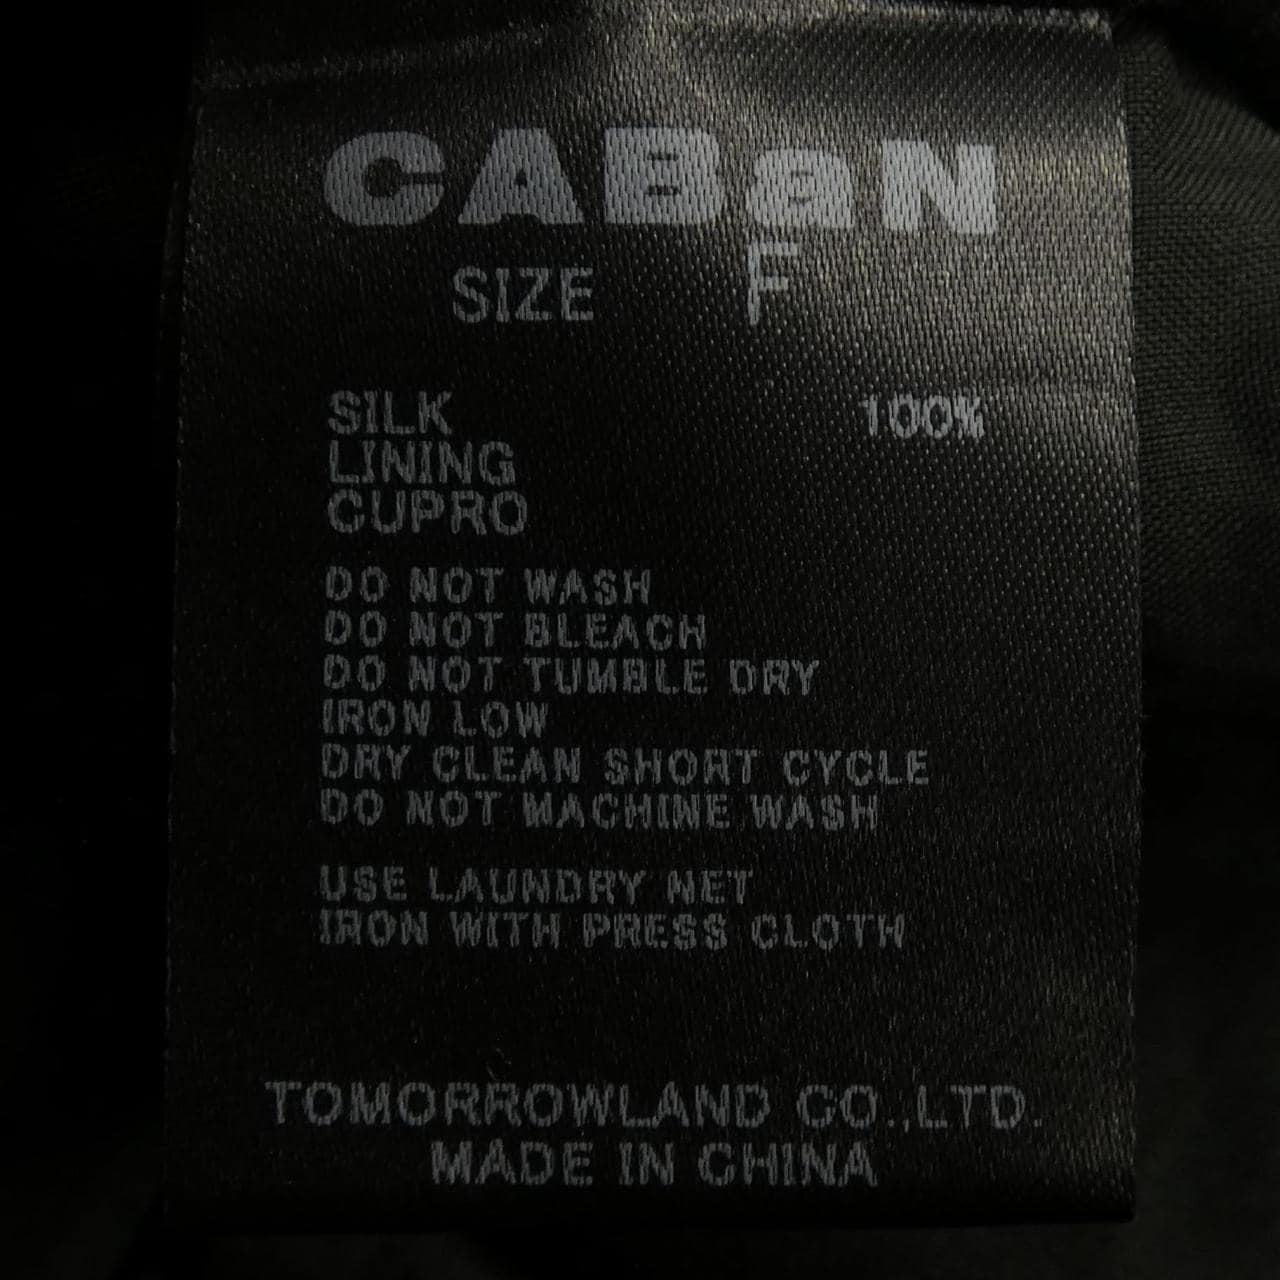 CABaN
SIZE F
SILK 100%
LINING
CUPRO
DO NOT WASH
DO NOT BLEACH
DO NOT TUMBLE DRY
IRON LOW
DRY CLEAN SHORT CYCLE
DO NOT MACHINE WASH
USE LAUNDRY NET
IRON WITH PRESS CLOTH
TOMORROWLAND CO.,LTD.
MADE IN CHINA